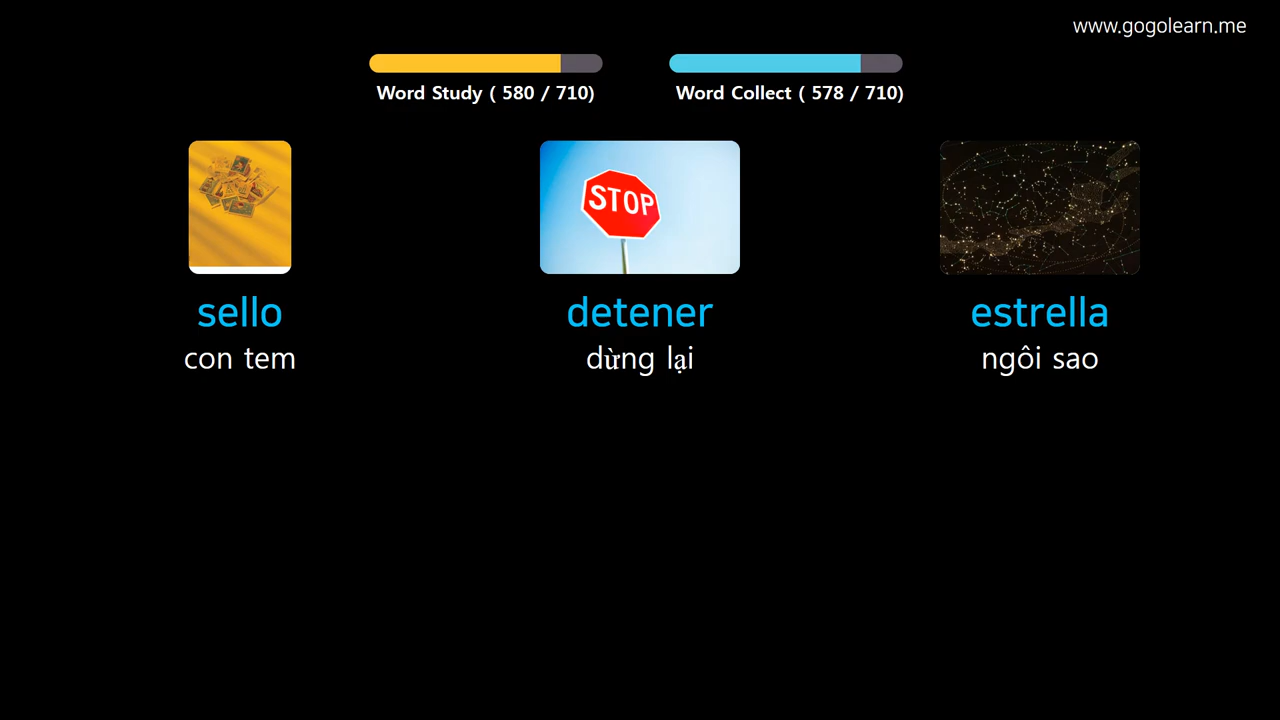 www.gogolearn.me
Word Study ( 580 / 710)
Word Collect ( 578 / 710)
STOP
sello
detener
estrella
con tem
dừng lại
ngôi sao